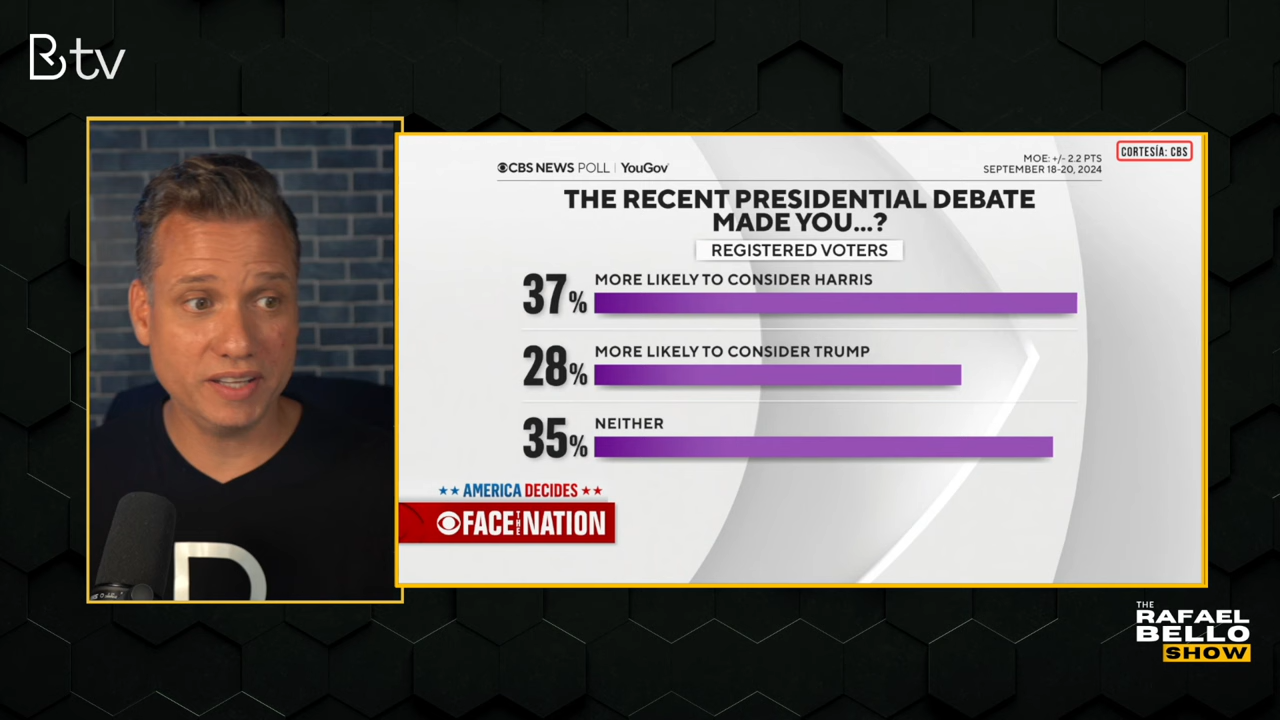 Btv
CORTESÍA: CBS
CBS NEWS POLL | YouGov
MOE: +/- 2.2 PTS
SEPTEMBER 18-20, 2024
THE RECENT PRESIDENTIAL DEBATE
MADE YOU...?
REGISTERED VOTERS
37% MORE LIKELY TO CONSIDER HARRIS
28% MORE LIKELY TO CONSIDER TRUMP
35% NEITHER
AMERICA DECIDES
FACE THE NATION
THE
RAFAEL
BELLO
SHOW